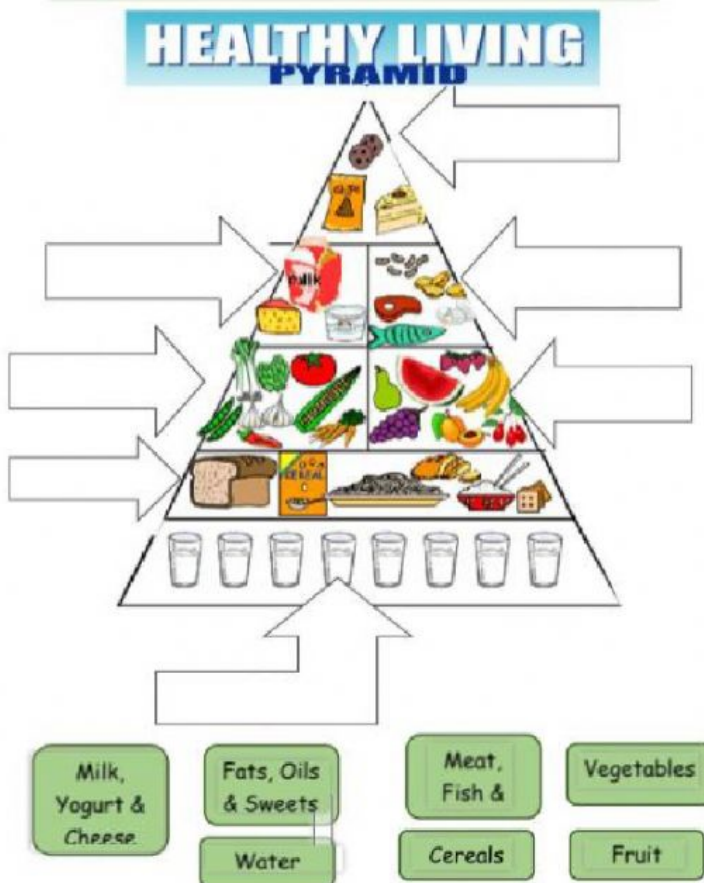 HEALTHY LIVING
PYRAMID
milk
CEREAL
Milk,
Yogurt &
Cheese
Fats, Oils
& Sweets
Meat,
Fish &
Vegetables
Water
Cereals
Fruit